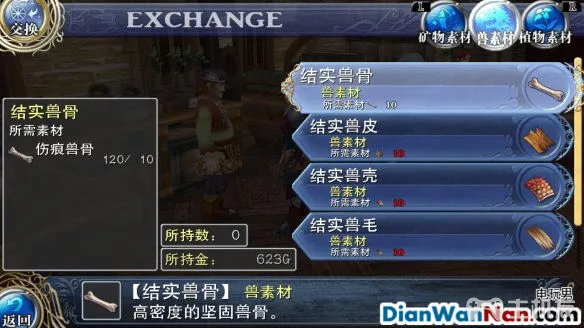 交换
EXCHANGE
L
R
矿物素材
兽素材
植物素材
结实兽骨
兽素材
所需素材 10
结实兽皮
兽素材
所需素材 10
结实兽壳
兽素材
所需素材 10
结实兽毛
兽素材
所需素材 10
结实兽骨
所需素材
伤痕兽骨
120/ 10
所持数: 0
所持金: 623G
返回
【结实兽骨】 兽素材
高密度的坚固兽骨。
电玩男
DianWanNan.com